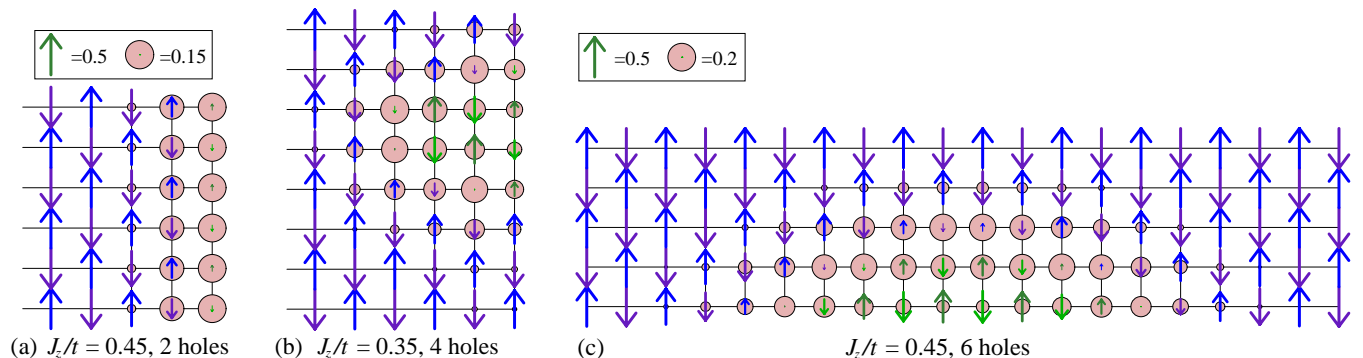 =0.5 =0.15
(a) J_z/t = 0.45, 2 holes
(b) J_z/t = 0.35, 4 holes
=0.5 =0.2
(c) J_z/t = 0.45, 6 holes